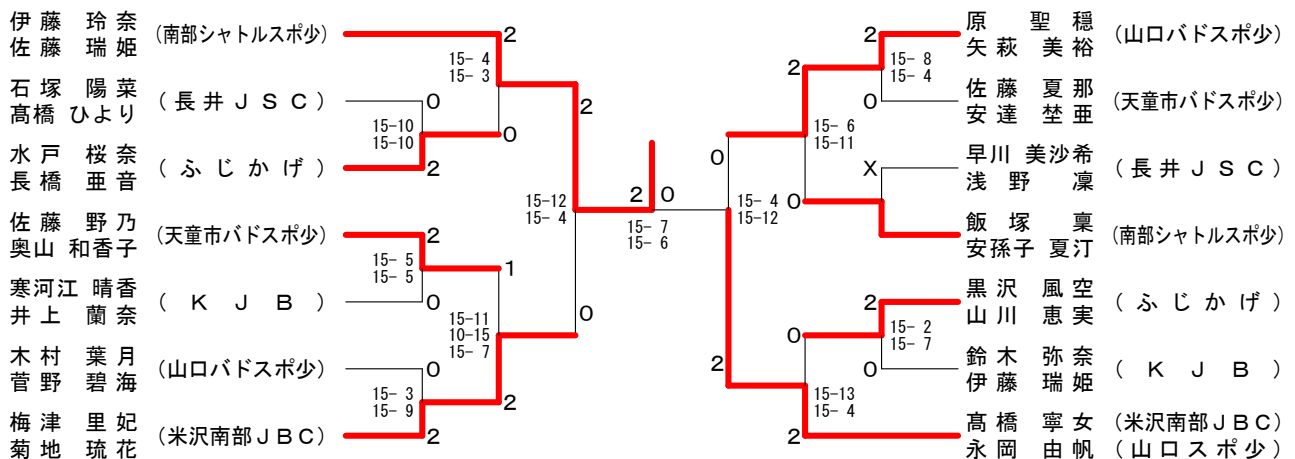 伊藤 玲奈
佐藤 瑞姫
(南部シャトルスポ少)
2
15- 4
15- 3
石塚 陽菜
髙橋 ひより
(長井JSC)
0
15-10
15-10
0
水戸 桜奈
長橋 亜音
(ふじかげ)
2
2
15-12
15- 4
佐藤 野乃
奥山 和香子
(天童市バドスポ少)
2
15- 5
15- 5
1
寒河江 晴香
井上 蘭奈
(KJB)
0
15-11
10-15
15- 7
0
木村 葉月
菅野 碧海
(山口バドスポ少)
0
15- 3
15- 9
2
梅津 里妃
菊地 琉花
(米沢南部JBC)
2
2 0
15- 7
15- 6
原 聖穏
矢萩 美裕
(山口バドスポ少)
2
15- 8
15- 4
2
佐藤 夏那
安達 埜亜
(天童市バドスポ少)
0
15- 6
15-11
0
早川 美沙希
浅野 凜
(長井JSC)
X
0
飯塚 稟
安孫子 夏汀
(南部シャトルスポ少)
15- 4
15-12
黒沢 風空
山川 恵実
(ふじかげ)
2
15- 2
15- 7
0
鈴木 弥奈
伊藤 瑞姫
(KJB)
0
2
15-13
15- 4
髙橋 寧女
永岡 由帆
(米沢南部JBC)
(山口スポ少)
2